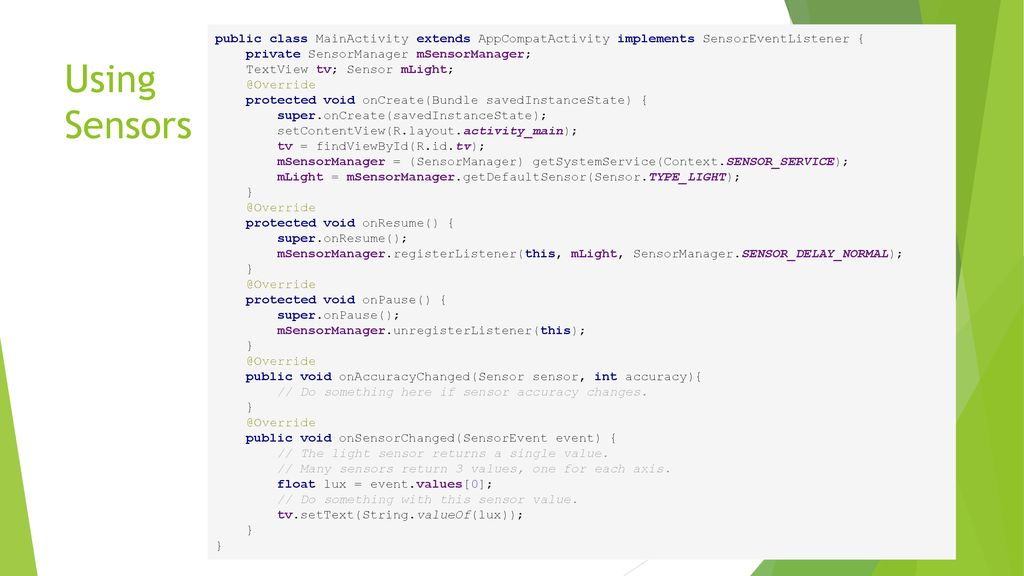 Using
Sensors
public class MainActivity extends AppCompatActivity implements SensorEventListener {
    private SensorManager mSensorManager;
    TextView tv; Sensor mLight;
    @Override
    protected void onCreate(Bundle savedInstanceState) {
        super.onCreate(savedInstanceState);
        setContentView(R.layout.activity_main);
        tv = findViewById(R.id.tv);
        mSensorManager = (SensorManager) getSystemService(Context.SENSOR_SERVICE);
        mLight = mSensorManager.getDefaultSensor(Sensor.TYPE_LIGHT);
    }
    @Override
    protected void onResume() {
        super.onResume();
        mSensorManager.registerListener(this, mLight, SensorManager.SENSOR_DELAY_NORMAL);
    }
    @Override
    protected void onPause() {
        super.onPause();
        mSensorManager.unregisterListener(this);
    }
    @Override
    public void onAccuracyChanged(Sensor sensor, int accuracy){
        // Do something here if sensor accuracy changes.
    }
    @Override
    public void onSensorChanged(SensorEvent event) {
        // The light sensor returns a single value.
        // Many sensors return 3 values, one for each axis.
        float lux = event.values[0];
        // Do something with this sensor value.
        tv.setText(String.valueOf(lux));
    }
}